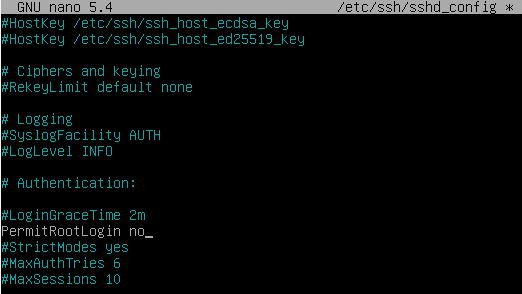 GNU nano 5.4 /etc/ssh/sshd_config *
#HostKey /etc/ssh/ssh_host_ecdsa_key
#HostKey /etc/ssh/ssh_host_ed25519_key
# Ciphers and keying
#RekeyLimit default none
# Logging
#SyslogFacility AUTH
#LogLevel INFO
# Authentication:
#LoginGraceTime 2m
PermitRootLogin no
#StrictModes yes
#MaxAuthTries 6
#MaxSessions 10